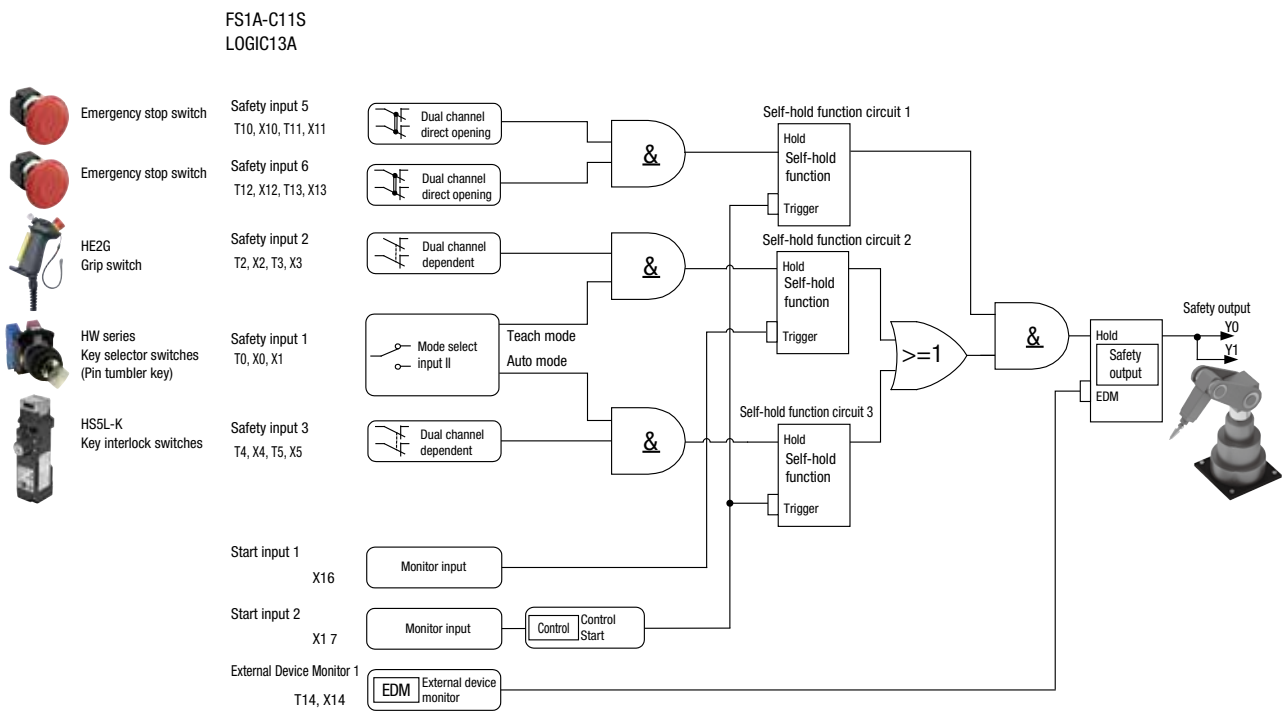 FS1A-C11S
LOGIC13A
Emergency stop switch
Safety input 5
T10, X10, T11, X11
Dual channel
direct opening
&
Self-hold function circuit 1
Hold
Self-hold
function
Trigger
Emergency stop switch
Safety input 6
T12, X12, T13, X13
Dual channel
direct opening
HE2G
Grip switch
Safety input 2
T2, X2, T3, X3
Dual channel
dependent
&
Self-hold function circuit 2
Hold
Self-hold
function
Trigger
HW series
Key selector switches
(Pin tumbler key)
Safety input 1
T0, X0, X1
Mode select
input II
Teach mode
Auto mode
>=1
&
Hold
Safety
output
EDM
Safety output
Y0
Y1
HS5L-K
Key interlock switches
Safety input 3
T4, X4, T5, X5
Dual channel
dependent
&
Self-hold function circuit 3
Hold
Self-hold
function
Trigger
Start input 1
X16
Monitor input
Start input 2
X1 7
Monitor input
Control
Control
Start
External Device Monitor 1
T14, X14
EDM
External device
monitor